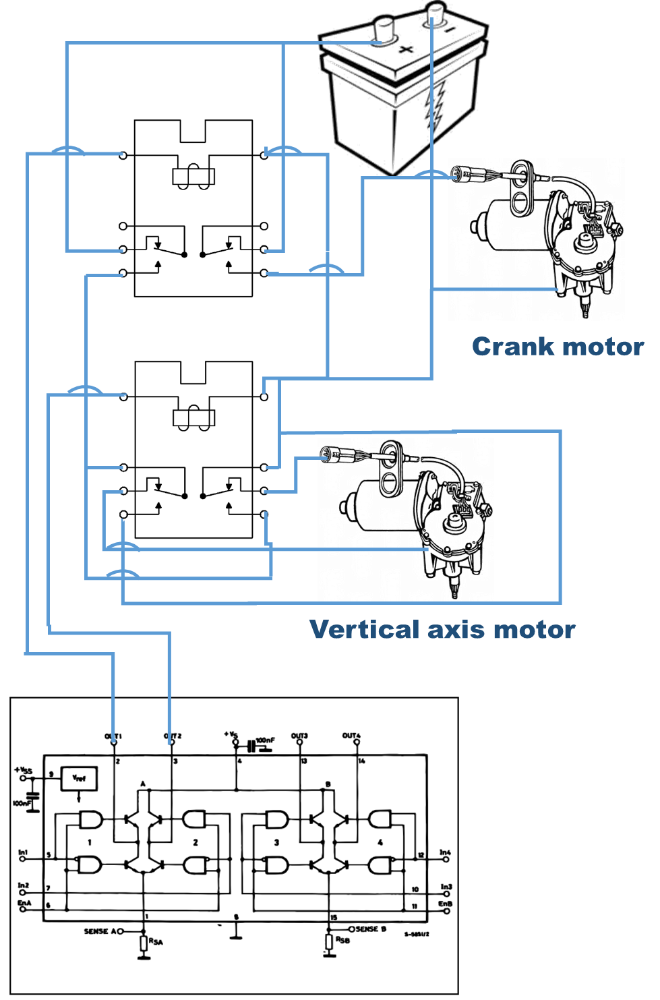 + −
Crank motor
Vertical axis motor
OUT1 OUT2 +Vs 100nF OUT3 OUT4
2 3 4 13 14
+Vss 9 Vref
100nF
A B
1 2 3 4
In1 5 12 In4
In2 7 10 In3
EnA 6 11 EnB
1 8 15
SENSE A SENSE B S-5851/2
RSA RSB